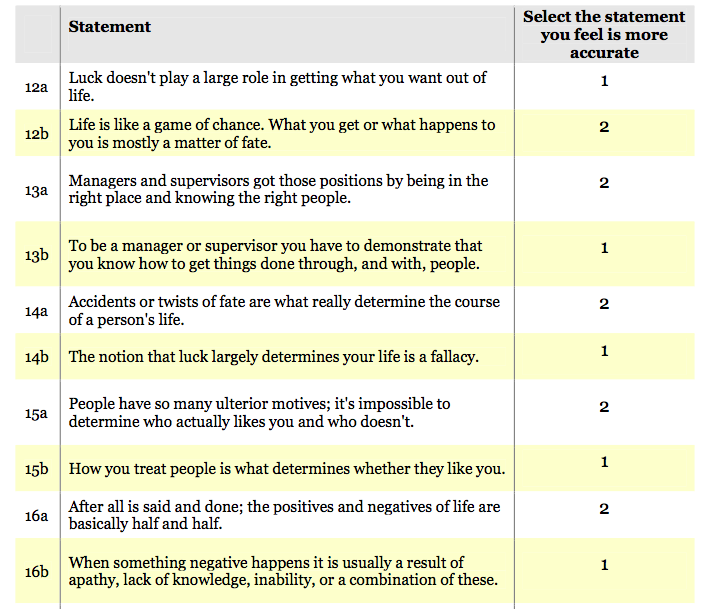 Statement
Select the statement
you feel is more
accurate
12a
Luck doesn't play a large role in getting what you want out of
life.
1
12b
Life is like a game of chance. What you get or what happens to
you is mostly a matter of fate.
2
13a
Managers and supervisors got those positions by being in the
right place and knowing the right people.
2
13b
To be a manager or supervisor you have to demonstrate that
you know how to get things done through, and with, people.
1
14a
Accidents or twists of fate are what really determine the course
of a person's life.
2
14b
The notion that luck largely determines your life is a fallacy.
1
15a
People have so many ulterior motives; it's impossible to
determine who actually likes you and who doesn't.
2
15b
How you treat people is what determines whether they like you.
1
16a
After all is said and done; the positives and negatives of life are
basically half and half.
2
16b
When something negative happens it is usually a result of
apathy, lack of knowledge, inability, or a combination of these.
1